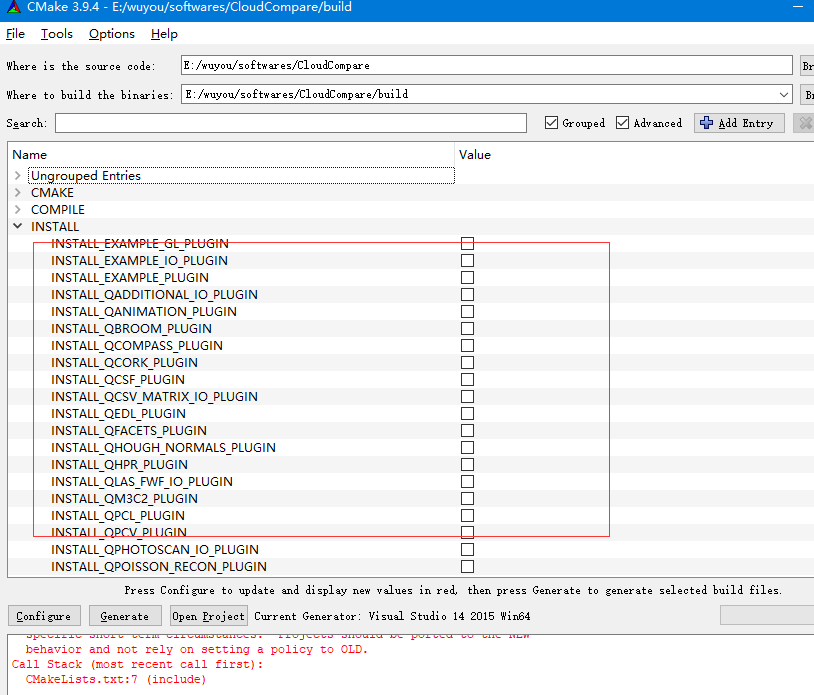 CMake 3.9.4 - E:/wuyou/softwares/CloudCompare/build
File Tools Options Help
Where is the source code: E:/wuyou/softwares/CloudCompare Br
Where to build the binaries: E:/wuyou/softwares/CloudCompare/build B
Search: Grouped Advanced Add Entry
Name Value
Ungrouped Entries
CMAKE
COMPILE
INSTALL
INSTALL_EXAMPLE_GL_PLUGIN
INSTALL_EXAMPLE_IO_PLUGIN
INSTALL_EXAMPLE_PLUGIN
INSTALL_QADDITIONAL_IO_PLUGIN
INSTALL_QANIMATION_PLUGIN
INSTALL_QBROOM_PLUGIN
INSTALL_QCOMPASS_PLUGIN
INSTALL_QCORK_PLUGIN
INSTALL_QCSF_PLUGIN
INSTALL_QCSV_MATRIX_IO_PLUGIN
INSTALL_QEDL_PLUGIN
INSTALL_QFACETS_PLUGIN
INSTALL_QHOUGH_NORMALS_PLUGIN
INSTALL_QHPR_PLUGIN
INSTALL_QLAS_FWF_IO_PLUGIN
INSTALL_QM3C2_PLUGIN
INSTALL_QPCL_PLUGIN
INSTALL_QPCV_PLUGIN
INSTALL_QPHOTOSCAN_IO_PLUGIN
INSTALL_QPOISSON_RECON_PLUGIN
Press Configure to update and display new values in red, then press Generate to generate selected build files.
Configure Generate Open Project Current Generator: Visual Studio 14 2015 Win64
specific short-term circumstances. Projects should be ported to the NEW
behavior and not rely on setting a policy to OLD.
Call Stack (most recent call first):
CMakeLists.txt:7 (include)